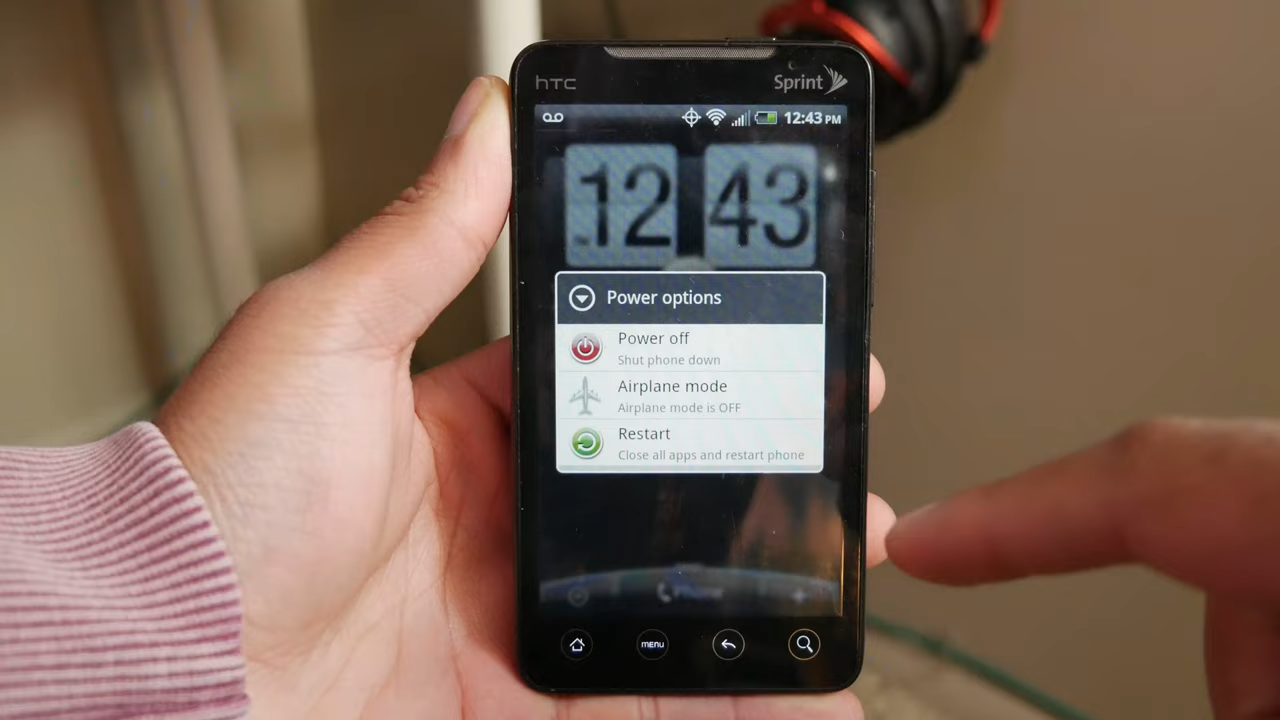 hTC
Sprint
12:43 PM
12 43
Power options
Power off
Shut phone down
Airplane mode
Airplane mode is OFF
Restart
Close all apps and restart phone
Phone
menu